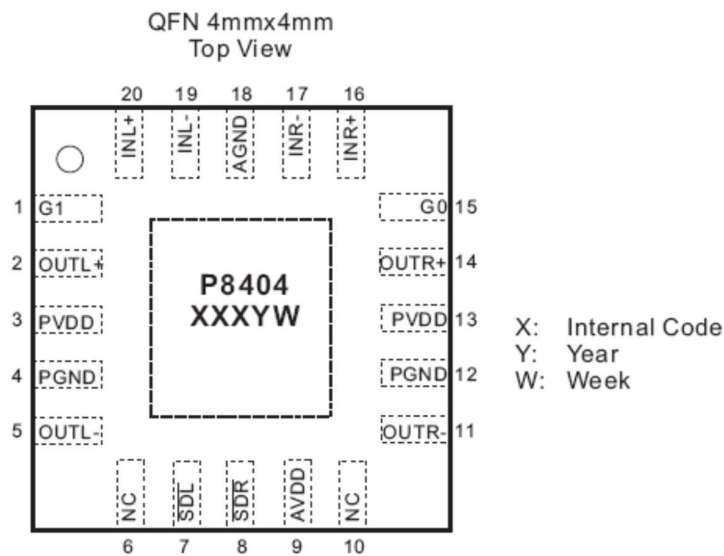 QFN 4mmx4mm
Top View
20 19 18 17 16
INL+ INL- AGND INR- INR+
1 G1 G0 15
2 OUTL+ OUTR+ 14
P8404
XXXYW
3 PVDD PVDD 13
X: Internal Code
Y: Year
4 PGND PGND 12
W: Week
5 OUTL- OUTR- 11
NC S̅D̅L̅ S̅D̅R̅ AVDD NC
6 7 8 9 10